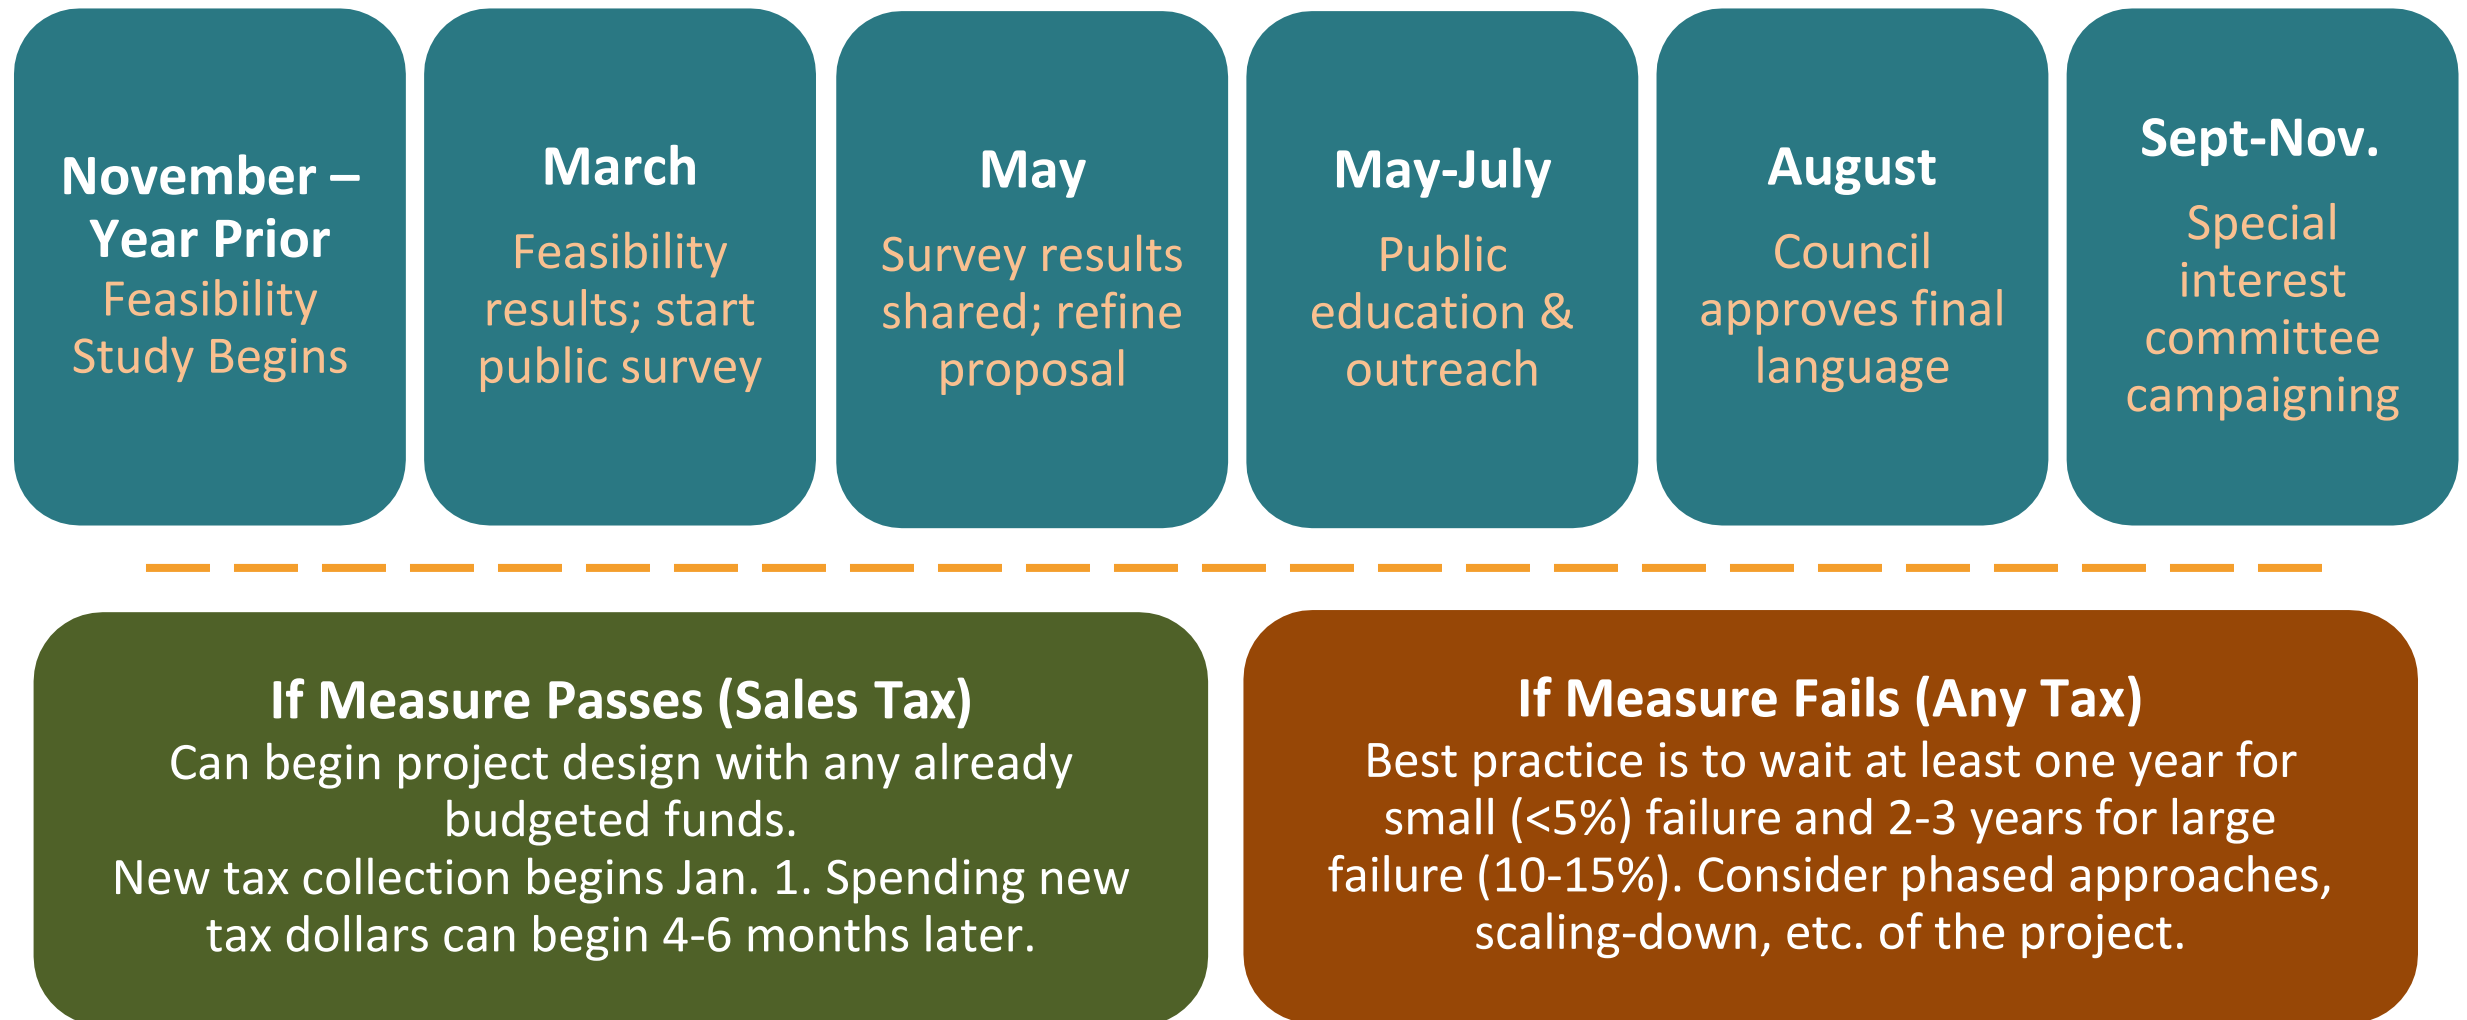 November –
Year Prior
Feasibility
Study Begins
March
Feasibility
results; start
public survey
May
Survey results
shared; refine
proposal
May-July
Public
education &
outreach
August
Council
approves final
language
Sept-Nov.
Special
interest
committee
campaigning
If Measure Passes (Sales Tax)
Can begin project design with any already
budgeted funds.
New tax collection begins Jan. 1. Spending new
tax dollars can begin 4-6 months later.
If Measure Fails (Any Tax)
Best practice is to wait at least one year for
small (<5%) failure and 2-3 years for large
failure (10-15%). Consider phased approaches,
scaling-down, etc. of the project.